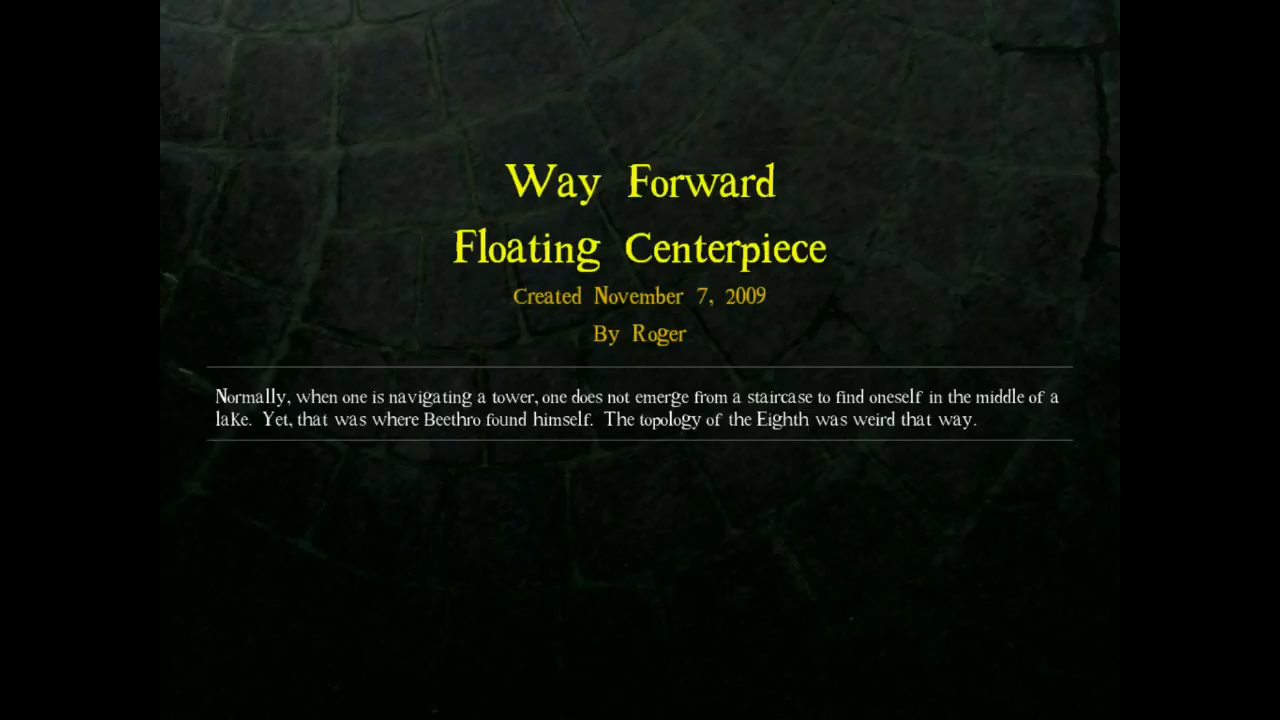 Way Forward
Floating Centerpiece
Created November 7, 2009
By Roger
Normally, when one is navigating a tower, one does not emerge from a staircase to find oneself in the middle of a
lake. Yet, that was where Beethro found himself. The topology of the Eighth was weird that way.